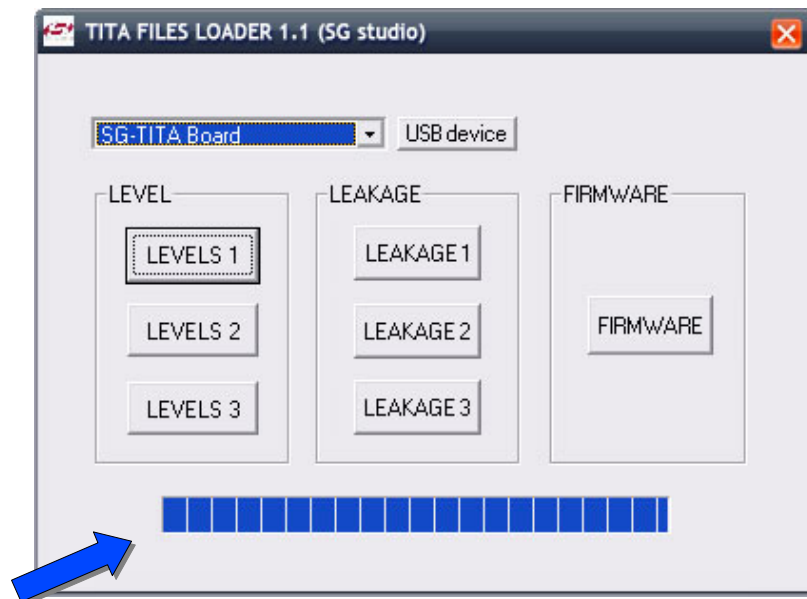 TITA FILES LOADER 1.1 (SG studio)
SG-TITA Board
USB device
LEVEL
LEVELS 1
LEVELS 2
LEVELS 3
LEAKAGE
LEAKAGE 1
LEAKAGE 2
LEAKAGE 3
FIRMWARE
FIRMWARE